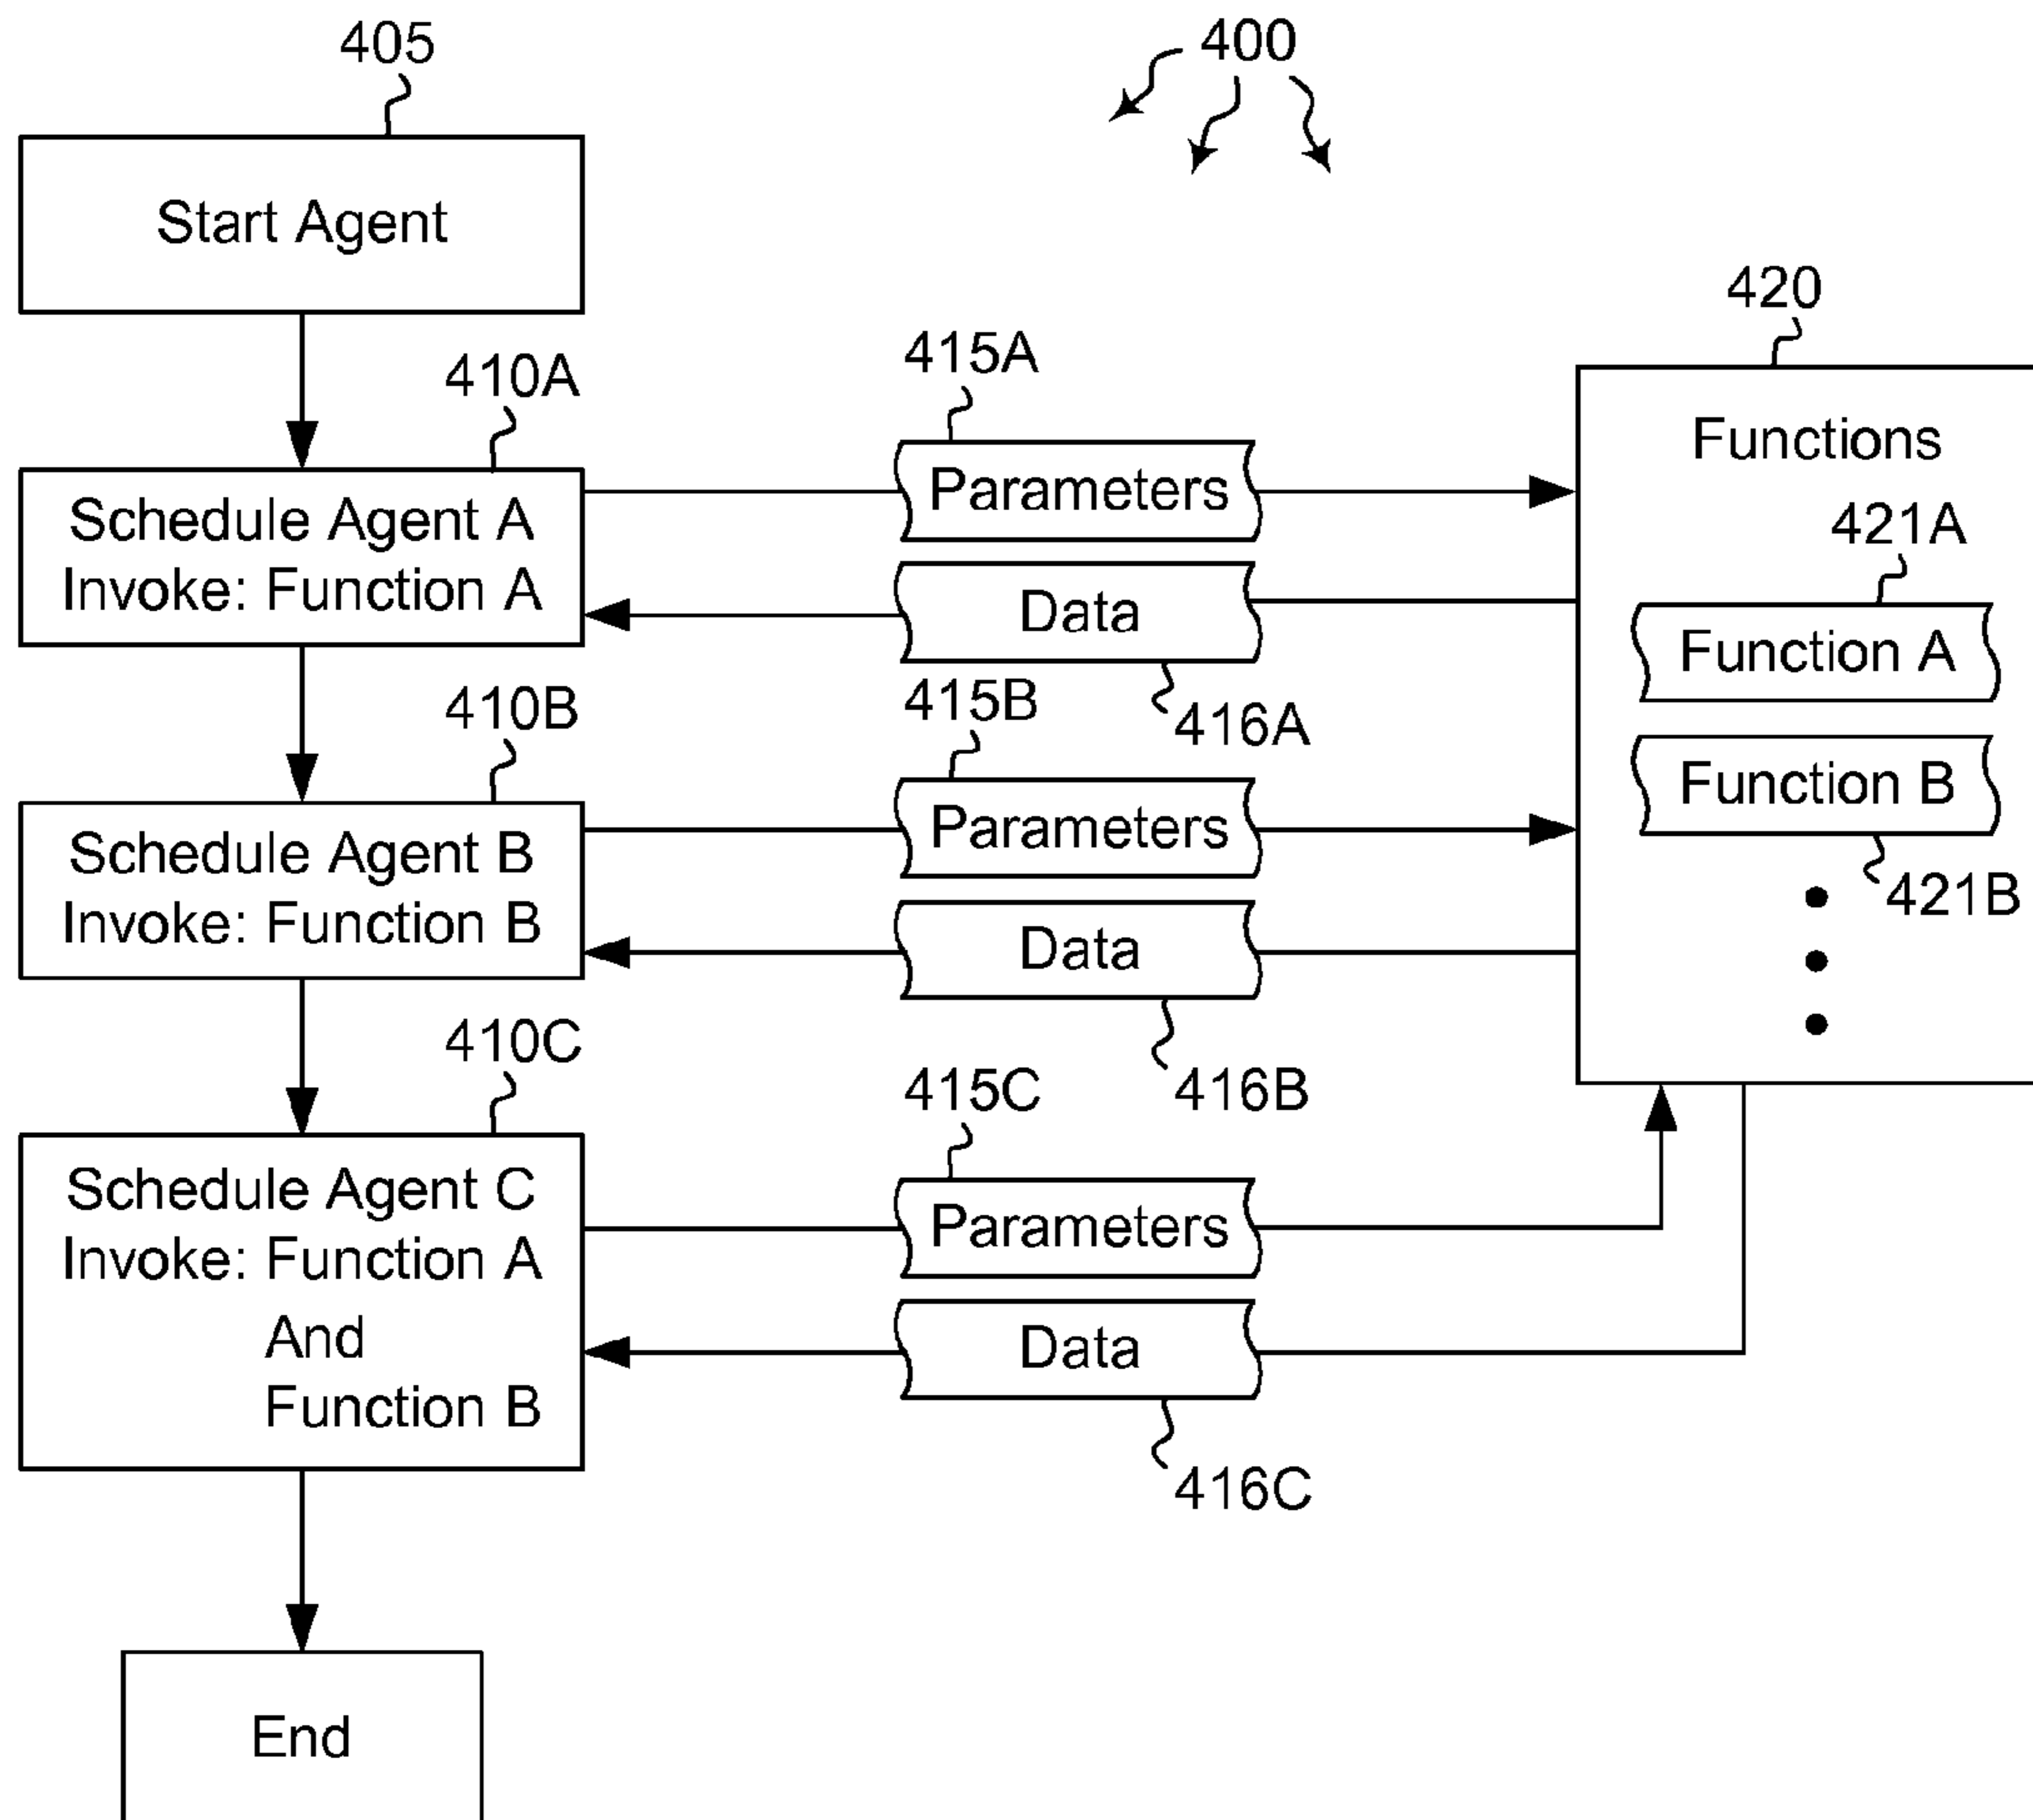 405
400
Start Agent
420
415A
410A
Functions
Parameters
Schedule Agent A
Invoke: Function A
421A
Data
Function A
415B
410B
416A
Function B
Parameters
Schedule Agent B
Invoke: Function B
421B
Data
410C
415C
416B
Schedule Agent C
Invoke: Function A
And
Function B
Parameters
Data
416C
End